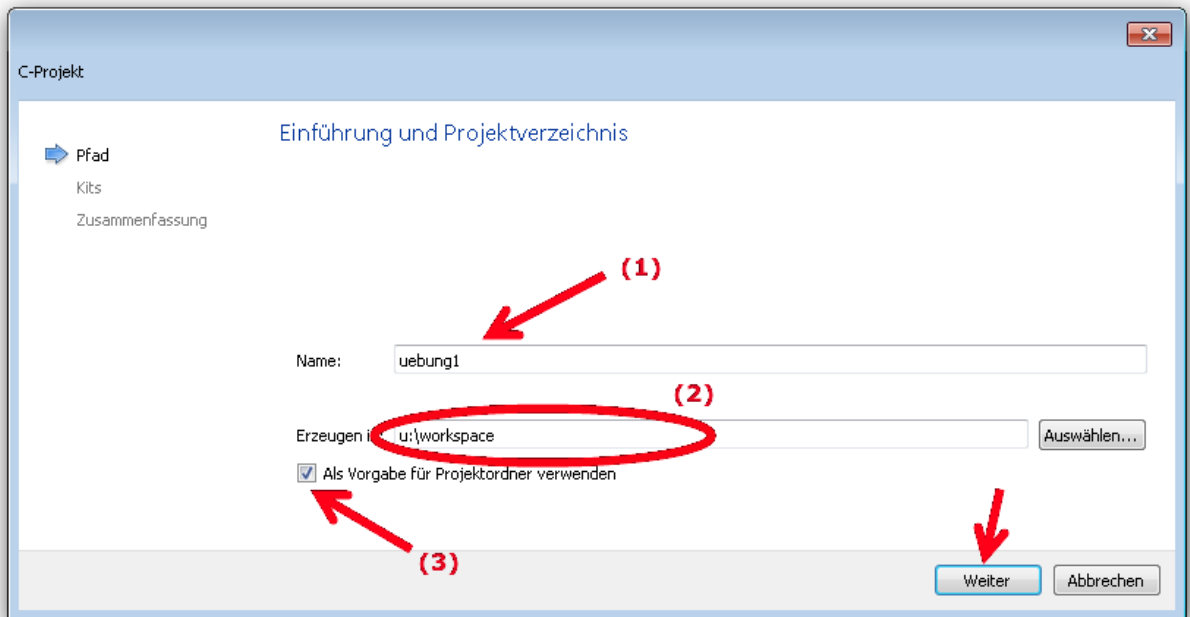 C-Projekt
Einführung und Projektverzeichnis
Pfad
Kits
Zusammenfassung
(1)
Name: uebung1
(2)
Erzeugen i u:\workspace Auswählen...
Als Vorgabe für Projektordner verwenden
(3)
Weiter Abbrechen